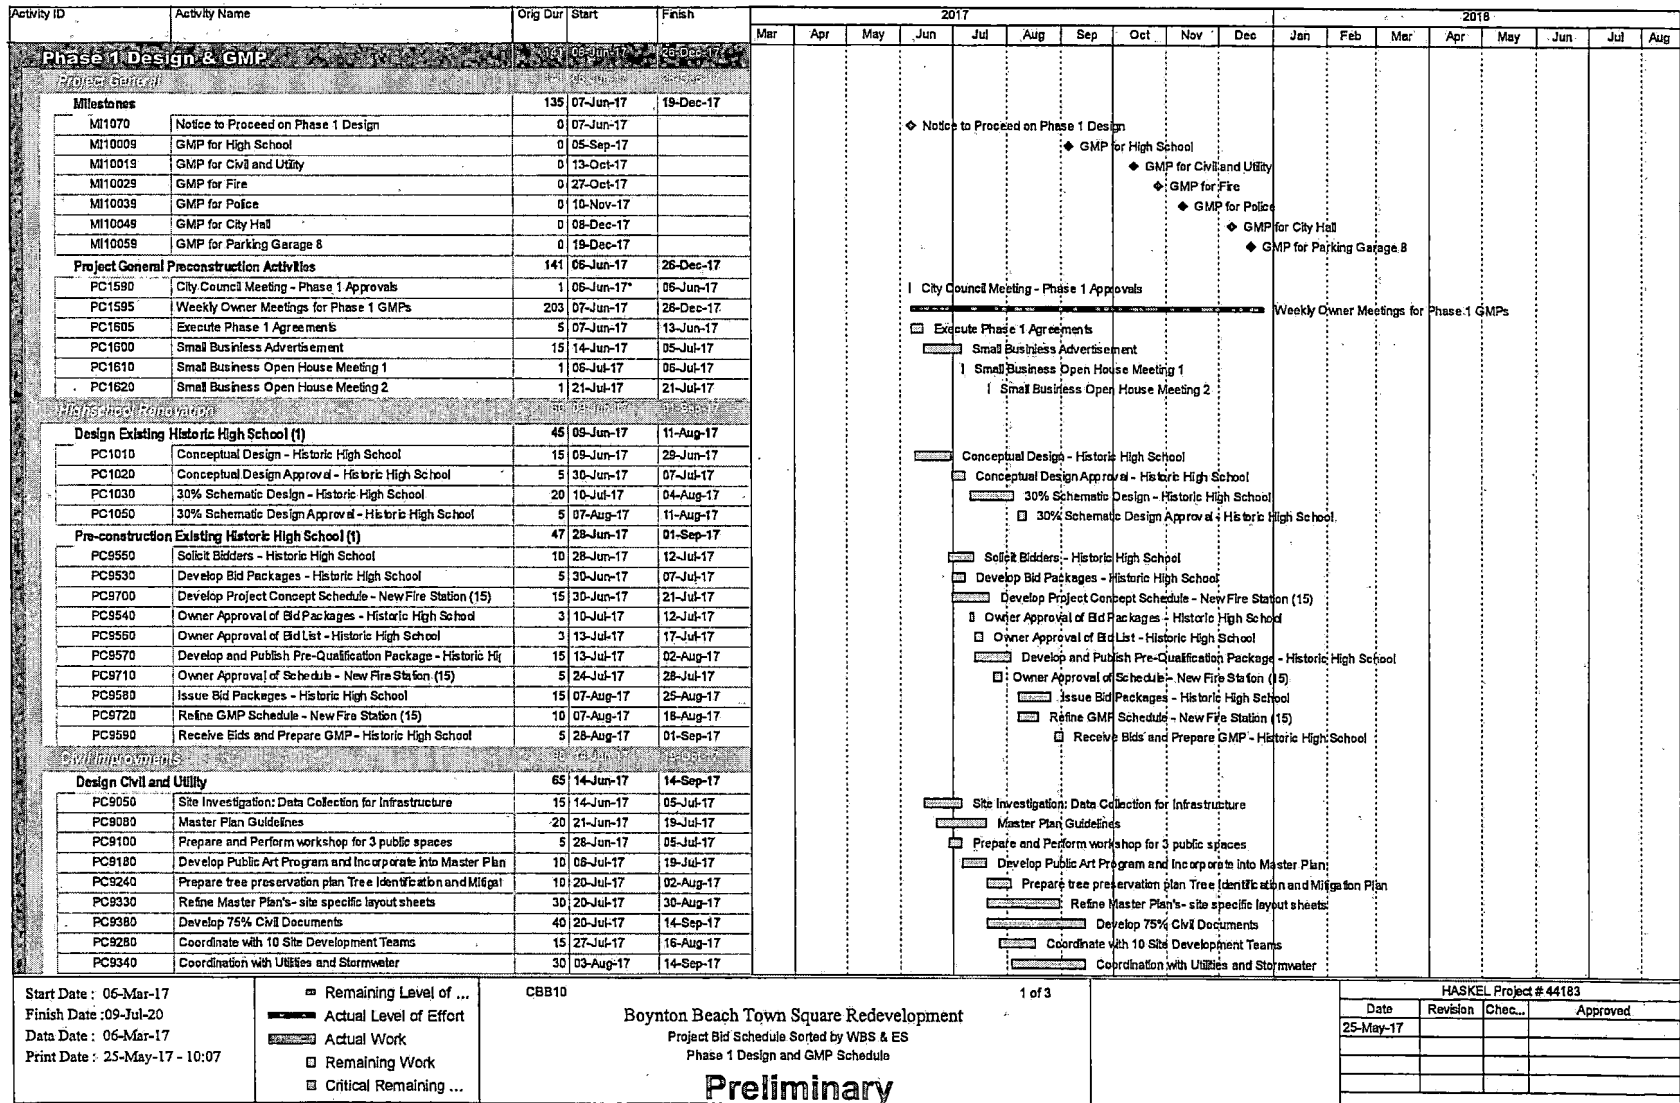 Activity ID Activity Name Orig Dur Start Finish 2017 2018
Mar Apr May Jun Jul Aug Sep Oct Nov Dec Jan Feb Mar Apr May Jun Jul Aug
Phase 1 Design & GMP 141 06-Jun-17 26-Dec-17
Project General
Milestones 135 07-Jun-17 19-Dec-17
MI1070 Notice to Proceed on Phase 1 Design 0 07-Jun-17 Notice to Proceed on Phase 1 Design
MI10009 GMP for High School 0 05-Sep-17 GMP for High School
MI10019 GMP for Civil and Utility 0 13-Oct-17 GMP for Civil and Utility
MI10029 GMP for Fire 0 27-Oct-17 GMP for Fire
MI10039 GMP for Police 0 10-Nov-17 GMP for Police
MI10049 GMP for City Hall 0 08-Dec-17 GMP for City Hall
MI10059 GMP for Parking Garage 8 0 19-Dec-17 GMP for Parking Garage 8
Project General Preconstruction Activities 141 06-Jun-17 26-Dec-17
PC1590 City Council Meeting - Phase 1 Approvals 1 06-Jun-17* 06-Jun-17 City Council Meeting - Phase 1 Approvals
PC1595 Weekly Owner Meetings for Phase 1 GMPs 203 07-Jun-17 26-Dec-17 Weekly Owner Meetings for Phase 1 GMPs
PC1605 Execute Phase 1 Agreements 5 07-Jun-17 13-Jun-17 Execute Phase 1 Agreements
PC1600 Small Businiess Advertisement 15 14-Jun-17 05-Jul-17 Small Businiess Advertisement
PC1610 Small Business Open House Meeting 1 1 06-Jul-17 06-Jul-17 Small Business Open House Meeting 1
PC1620 Small Business Open House Meeting 2 1 21-Jul-17 21-Jul-17 Small Business Open House Meeting 2
Highschool Renovation 60 01-Sep-17
Design Existing Historic High School (1) 45 09-Jun-17 11-Aug-17
PC1010 Conceptual Design - Historic High School 15 09-Jun-17 29-Jun-17 Conceptual Design - Historic High School
PC1020 Conceptual Design Approval - Historic High School 5 30-Jun-17 07-Jul-17 Conceptual Design Approval - Historic High School
PC1030 30% Schematic Design - Historic High School 20 10-Jul-17 04-Aug-17 30% Schematic Design - Historic High School
PC1050 30% Schematic Design Approval - Historic High School 5 07-Aug-17 11-Aug-17 30% Schematic Design Approval - Historic High School
Pre-construction Existing Historic High School (1) 47 28-Jun-17 01-Sep-17
PC9550 Solicit Bidders - Historic High School 10 28-Jun-17 12-Jul-17 Solicit Bidders - Historic High School
PC9530 Develop Bid Packages - Historic High School 5 30-Jun-17 07-Jul-17 Develop Bid Packages - Historic High School
PC9700 Develop Project Concept Schedule - New Fire Station (15) 15 30-Jun-17 21-Jul-17 Develop Project Concept Schedule - New Fire Station (15)
PC9540 Owner Approval of Bid Packages - Historic High School 3 10-Jul-17 12-Jul-17 Owner Approval of Bid Packages - Historic High School
PC9560 Owner Approval of Bid List - Historic High School 3 13-Jul-17 17-Jul-17 Owner Approval of Bid List - Historic High School
PC9570 Develop and Publish Pre-Qualification Package - Historic Hig 15 13-Jul-17 02-Aug-17 Develop and Publish Pre-Qualification Package - Historic High School
PC9710 Owner Approval of Schedule - New Fire Station (15) 5 24-Jul-17 28-Jul-17 Owner Approval of Schedule - New Fire Station (15)
PC9580 Issue Bid Packages - Historic High School 15 07-Aug-17 25-Aug-17 Issue Bid Packages - Historic High School
PC9720 Refine GMP Schedule - New Fire Station (15) 10 07-Aug-17 18-Aug-17 Refine GMP Schedule - New Fire Station (15)
PC9590 Receive Bids and Prepare GMP - Historic High School 5 28-Aug-17 01-Sep-17 Receive Bids and Prepare GMP - Historic High School
Civil Improvments
Design Civil and Utility 65 14-Jun-17 14-Sep-17
PC9050 Site Investigation: Data Collection for Infrastructure 15 14-Jun-17 05-Jul-17 Site Investigation: Data Collection for Infrastructure
PC9080 Master Plan Guidelines 20 21-Jun-17 19-Jul-17 Master Plan Guidelines
PC9100 Prepare and Perform workshop for 3 public spaces 5 28-Jun-17 05-Jul-17 Prepare and Perform workshop for 3 public spaces
PC9180 Develop Public Art Program and Incorporate into Master Plan 10 06-Jul-17 19-Jul-17 Develop Public Art Program and Incorporate into Master Plan
PC9240 Prepare tree preservation plan Tree Identification and Mitigat 10 20-Jul-17 02-Aug-17 Prepare tree preservation plan Tree Identification and Mitigation Plan
PC9330 Refine Master Plan's- site specific layout sheets 30 20-Jul-17 30-Aug-17 Refine Master Plan's- site specific layout sheets
PC9380 Develop 75% Civil Documents 40 20-Jul-17 14-Sep-17 Develop 75% Civil Documents
PC9280 Coordinate with 10 Site Development Teams 15 27-Jul-17 16-Aug-17 Coordinate with 10 Site Development Teams
PC9340 Coordination with Utilities and Stormwater 30 03-Aug-17 14-Sep-17 Coordination with Utilities and Stormwater
Start Date : 06-Mar-17
Finish Date :09-Jul-20
Data Date : 06-Mar-17
Print Date : 25-May-17 - 10:07
Remaining Level of ...
Actual Level of Effort
Actual Work
Remaining Work
Critical Remaining ...
CBB10 1 of 3
Boynton Beach Town Square Redevelopment
Project Bid Schedule Sorted by WBS & ES
Phase 1 Design and GMP Schedule
Preliminary
HASKEL Project # 44183
Date Revision Chec... Approved
25-May-17